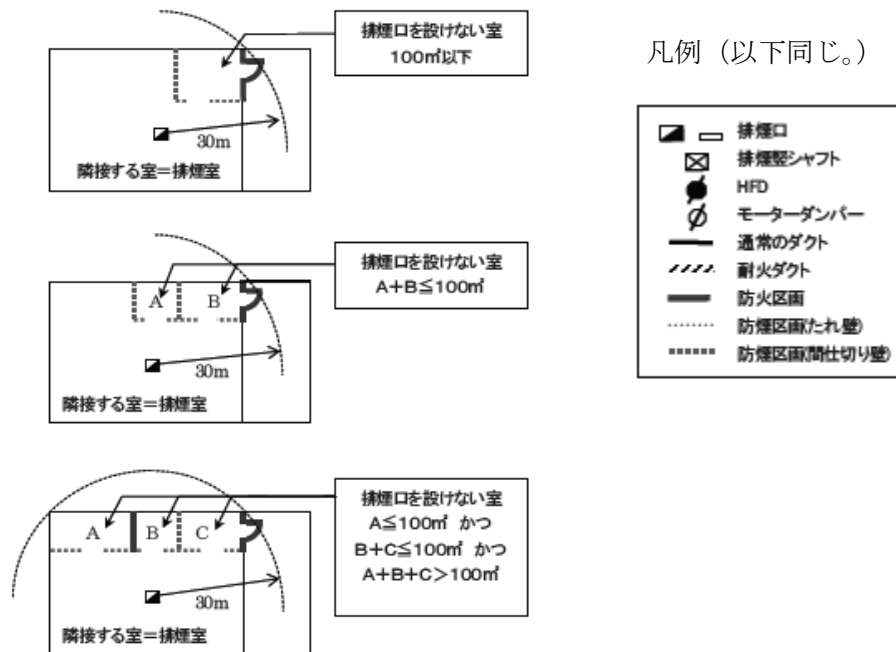 排煙口を設けない室
100㎡以下
30m
隣接する室=排煙室
排煙口を設けない室
A+B≦100㎡
A
B
30m
隣接する室=排煙室
排煙口を設けない室
A≦100㎡ かつ
B+C≦100㎡ かつ
A+B+C>100㎡
A
B
C
30m
隣接する室=排煙室
凡例（以下同じ。）
排煙口
排煙竪シャフト
HFD
モーターダンパー
通常のダクト
耐火ダクト
防火区画
防煙区画(たれ壁)
防煙区画(間仕切り壁)